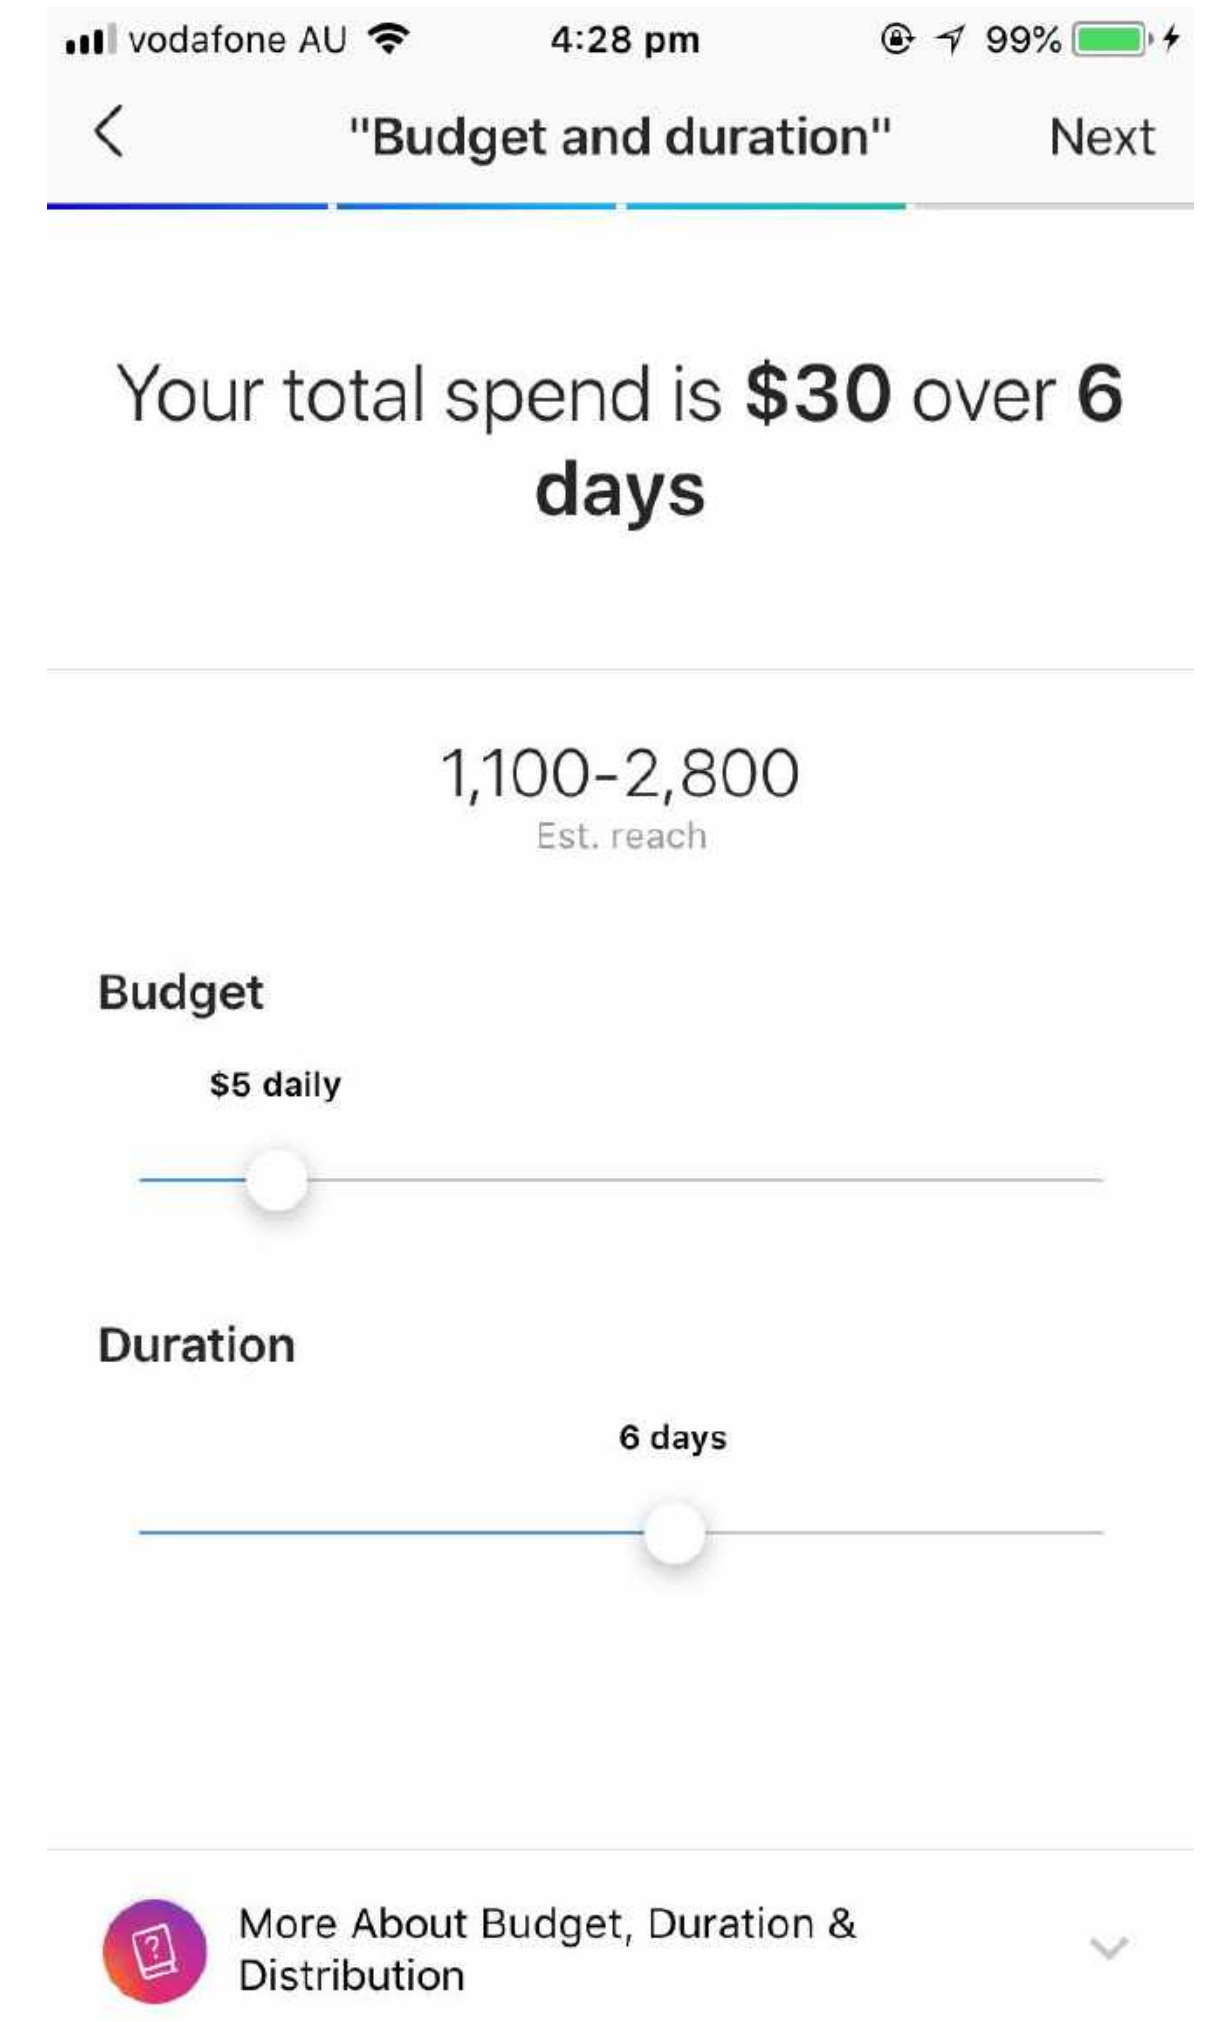 vodafone AU 4:28 pm 99%
"Budget and duration" Next
Your total spend is $30 over 6
days
1,100-2,800
Est. reach
Budget
$5 daily
Duration
6 days
More About Budget, Duration &
Distribution